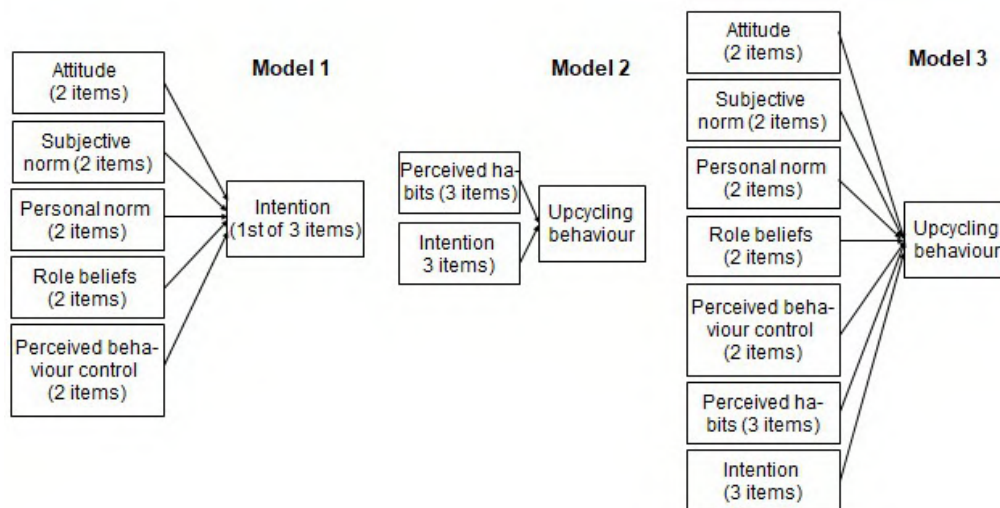 Model 1
Attitude
(2 items)
Subjective
norm (2 items)
Personal norm
(2 items)
Role beliefs
(2 items)
Perceived beha-
viour control
(2 items)
Intention
(1st of 3 items)
Model 2
Perceived ha-
bits (3 items)
Intention
3 items)
Upcycling
behaviour
Model 3
Attitude
(2 items)
Subjective
norm (2 items)
Personal norm
(2 items)
Role beliefs
(2 items)
Perceived beha-
viour control
(2 items)
Perceived ha-
bits (3 items)
Intention
(3 items)
Upcycling
behaviour